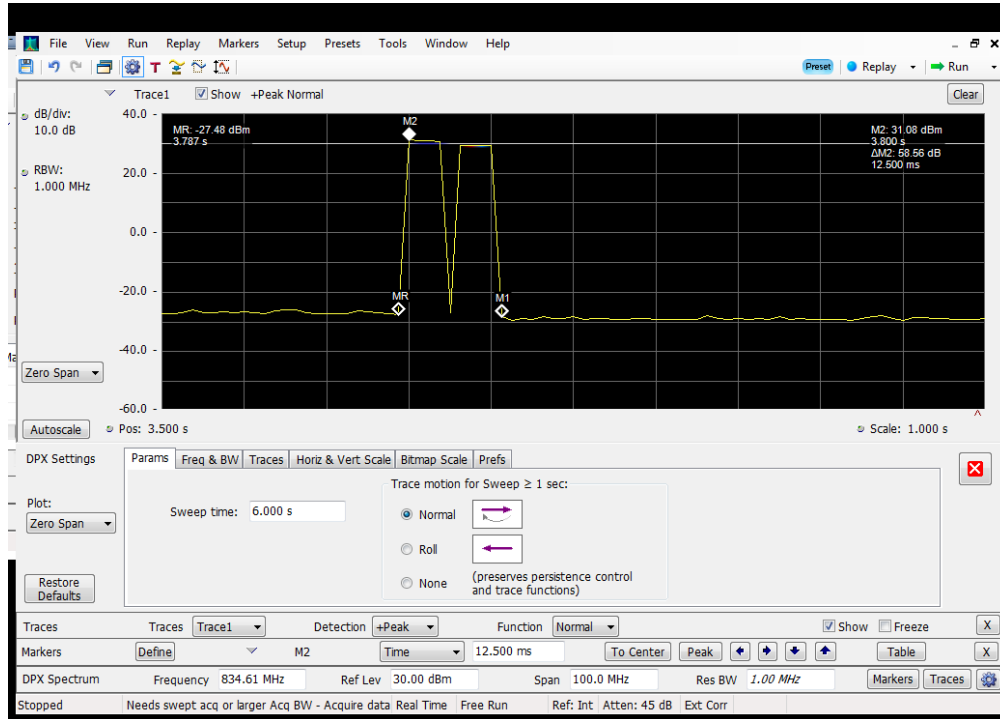 File View Run Replay Markers Setup Presets Tools Window Help
T Preset Replay Run
Trace1 Show +Peak Normal Clear
dB/div:
10.0 dB
RBW:
1.000 MHz
40.0
20.0
0.0
-20.0
-40.0
-60.0
MR: -27.48 dBm
3.787 s
M2
M2: 31.08 dBm
3.800 s
ΔM2: 58.56 dB
12.500 ms
MR
M1
Zero Span
Autoscale Pos: 3.500 s Scale: 1.000 s
DPX Settings Params Freq & BW Traces Horiz & Vert Scale Bitmap Scale Prefs
Plot:
Zero Span
Restore
Defaults
Trace motion for Sweep ≥ 1 sec:
Sweep time: 6.000 s
Normal
Roll
None (preserves persistence control
and trace functions)
Traces Traces Trace1 Detection +Peak Function Normal Show Freeze X
Markers Define M2 Time 12.500 ms To Center Peak Table X
DPX Spectrum Frequency 834.61 MHz Ref Lev 30.00 dBm Span 100.0 MHz Res BW 1.00 MHz Markers Traces
Stopped Needs swept acq or larger Acq BW - Acquire data Real Time Free Run Ref: Int Atten: 45 dB Ext Corr